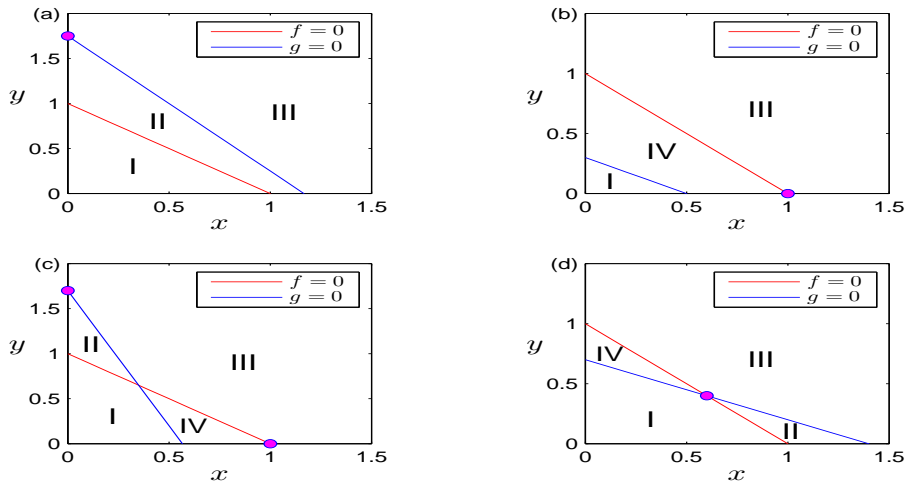 (a)
f = 0
g = 0
y
1.5
1
0.5
0
III
II
I
0 0.5 1 1.5
x
(b)
f = 0
g = 0
y
1
0.5
0
III
IV
I
0 0.5 1 1.5
x
(c)
f = 0
g = 0
y
1.5
1
0.5
0
II
III
I
IV
0 0.5 1 1.5
x
(d)
f = 0
g = 0
y
1
0.5
0
IV
III
I
II
0 0.5 1 1.5
x